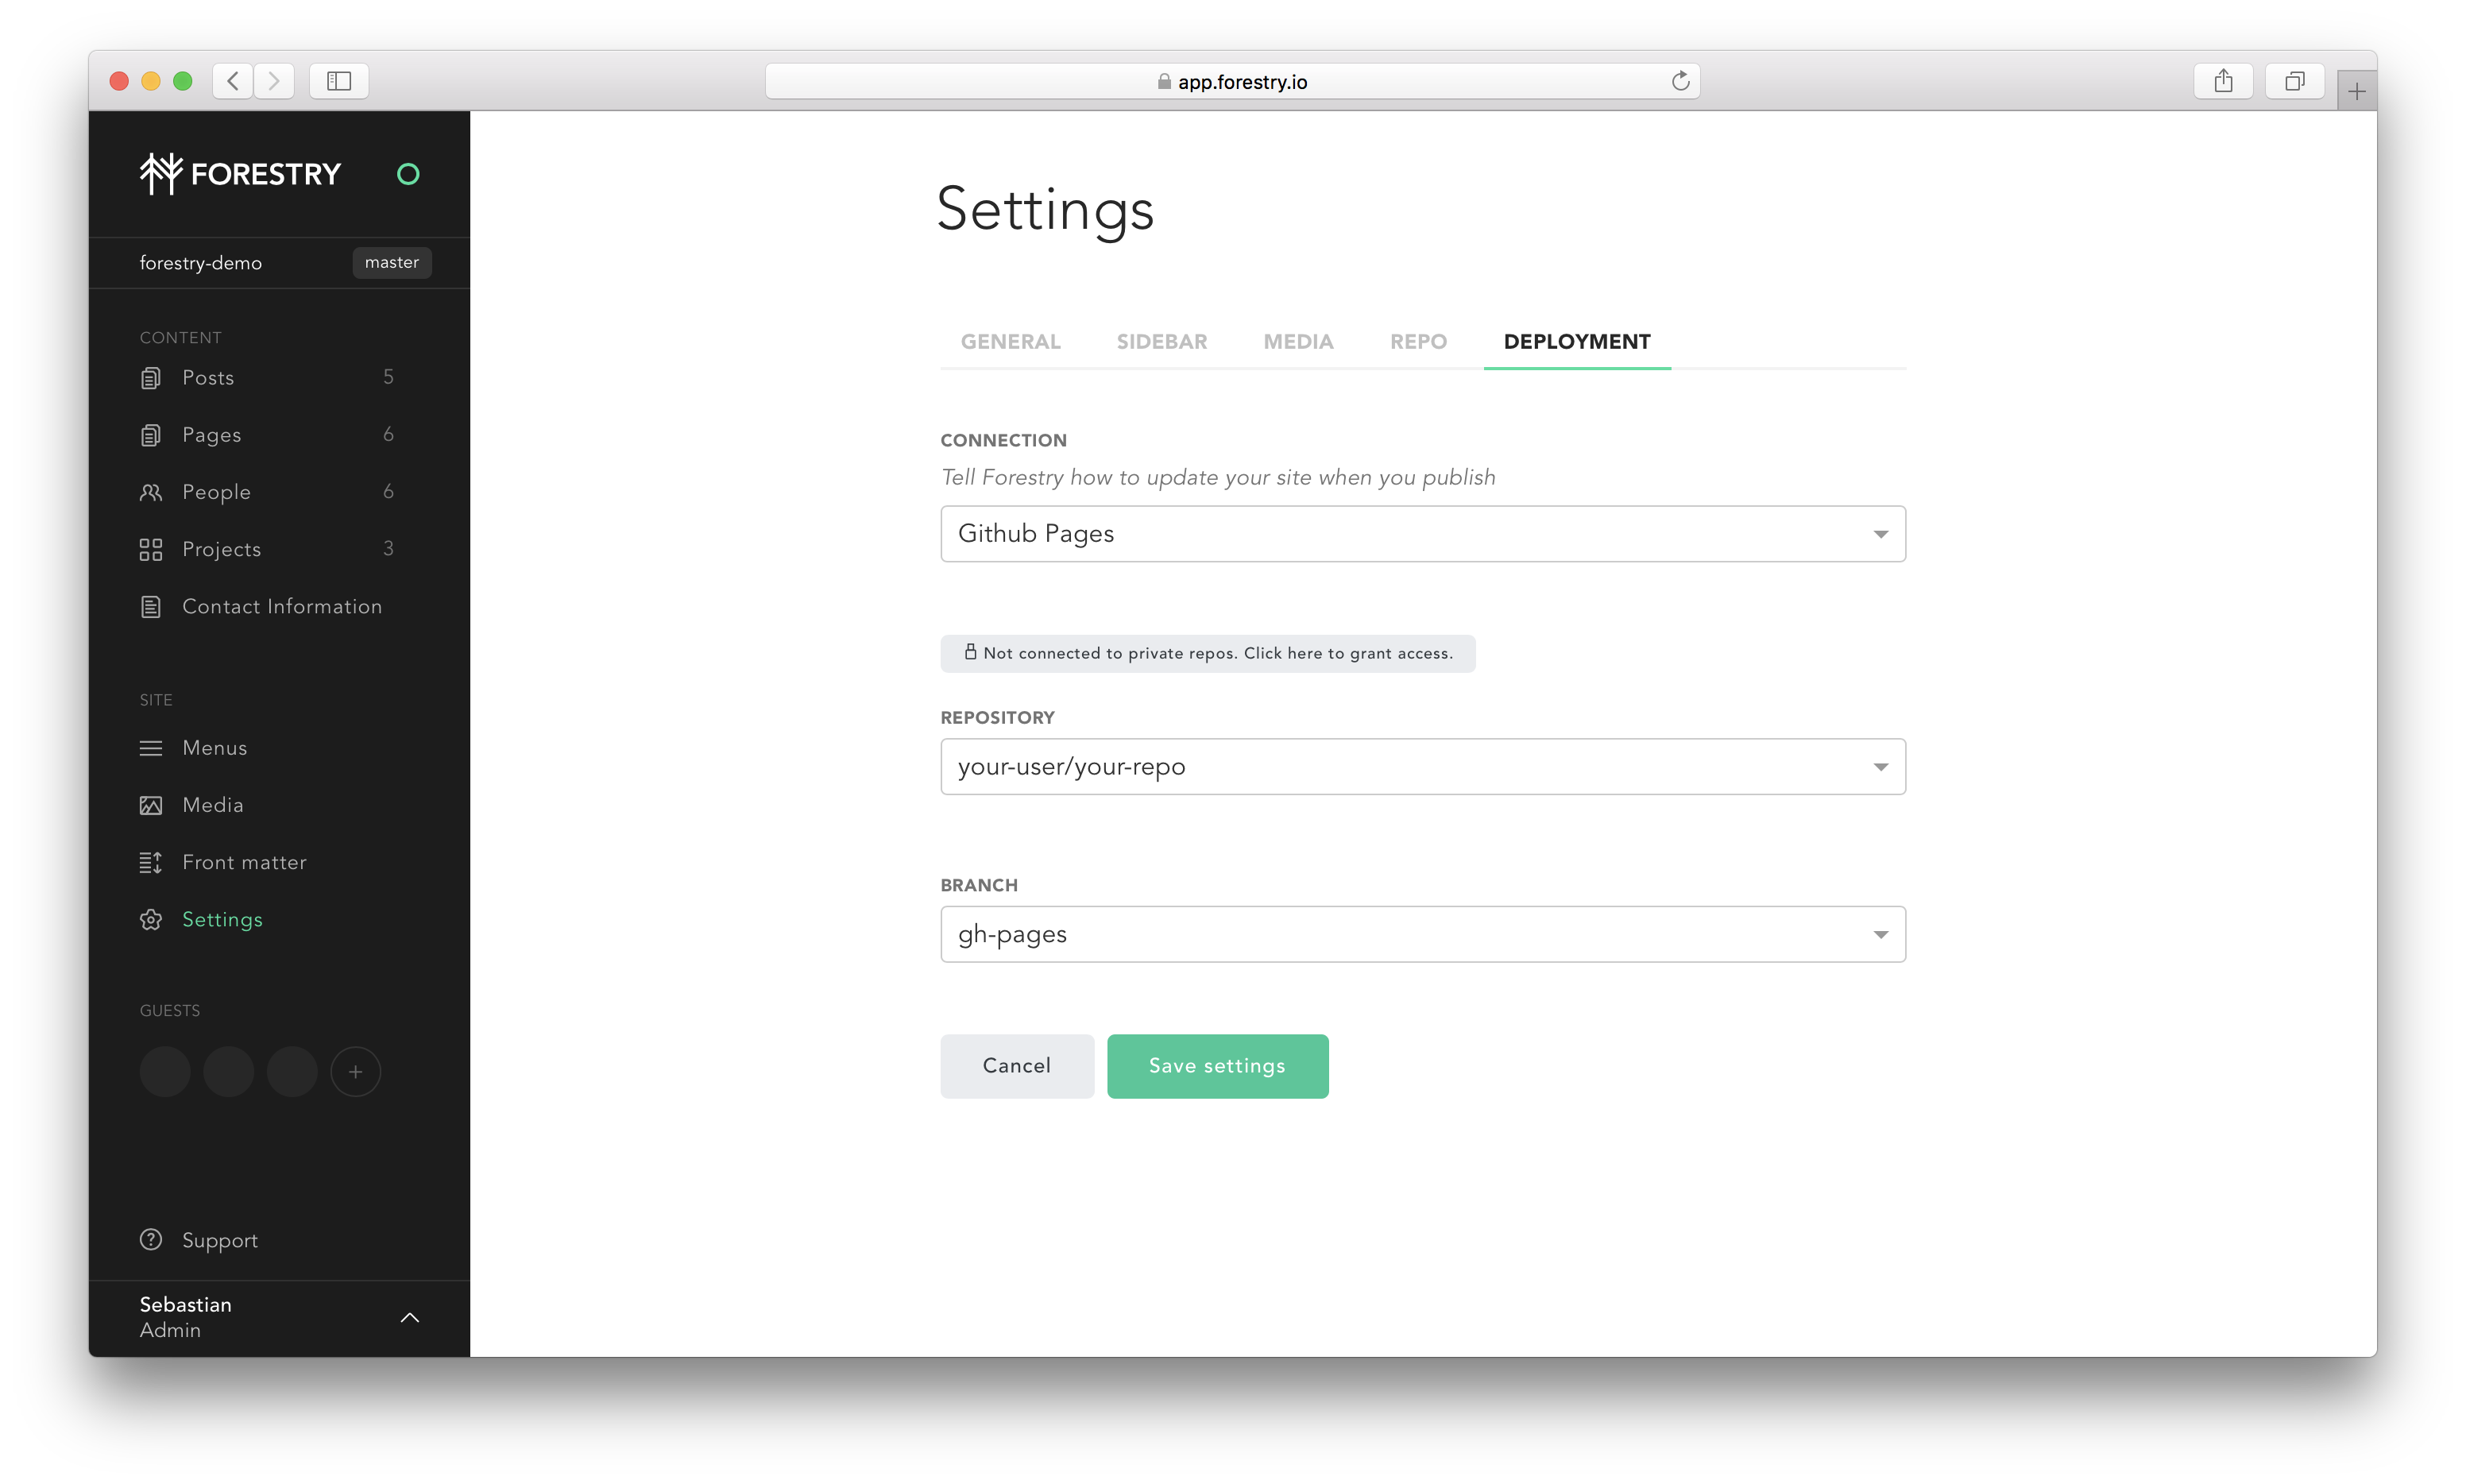 app.forestry.io
FORESTRY
forestry-demo master
CONTENT
Posts 5
Pages 6
People 6
Projects 3
Contact Information
SITE
Menus
Media
Front matter
Settings
GUESTS
Support
Sebastian
Admin
Settings
GENERAL SIDEBAR MEDIA REPO DEPLOYMENT
CONNECTION
Tell Forestry how to update your site when you publish
Github Pages
Not connected to private repos. Click here to grant access.
REPOSITORY
your-user/your-repo
BRANCH
gh-pages
Cancel Save settings